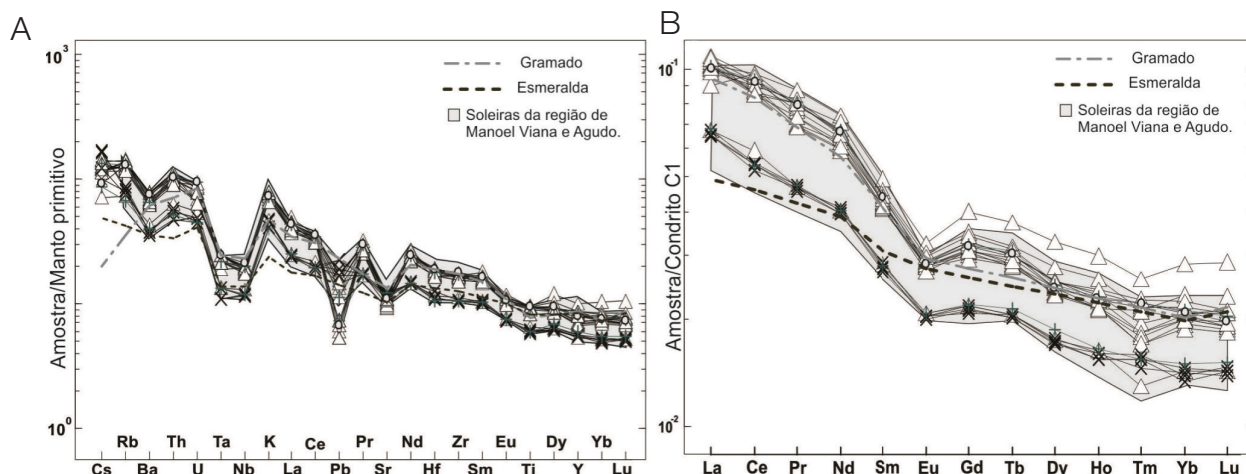 A
10³
10⁰
Amostra/Manto primitivo
Gramado
Esmeralda
Soleiras da região de
Manoel Viana e Agudo.
Rb Th Ta K Ce Pr Nd Zr Eu Dy Yb
Cs Ba U Nb La Pb Sr Hf Sm Ti Y Lu
B
10⁻¹
10⁻²
Amostra/Condrito C1
Gramado
Esmeralda
Soleiras da região de
Manoel Viana e Agudo.
La Ce Pr Nd Sm Eu Gd Tb Dy Ho Tm Yb Lu